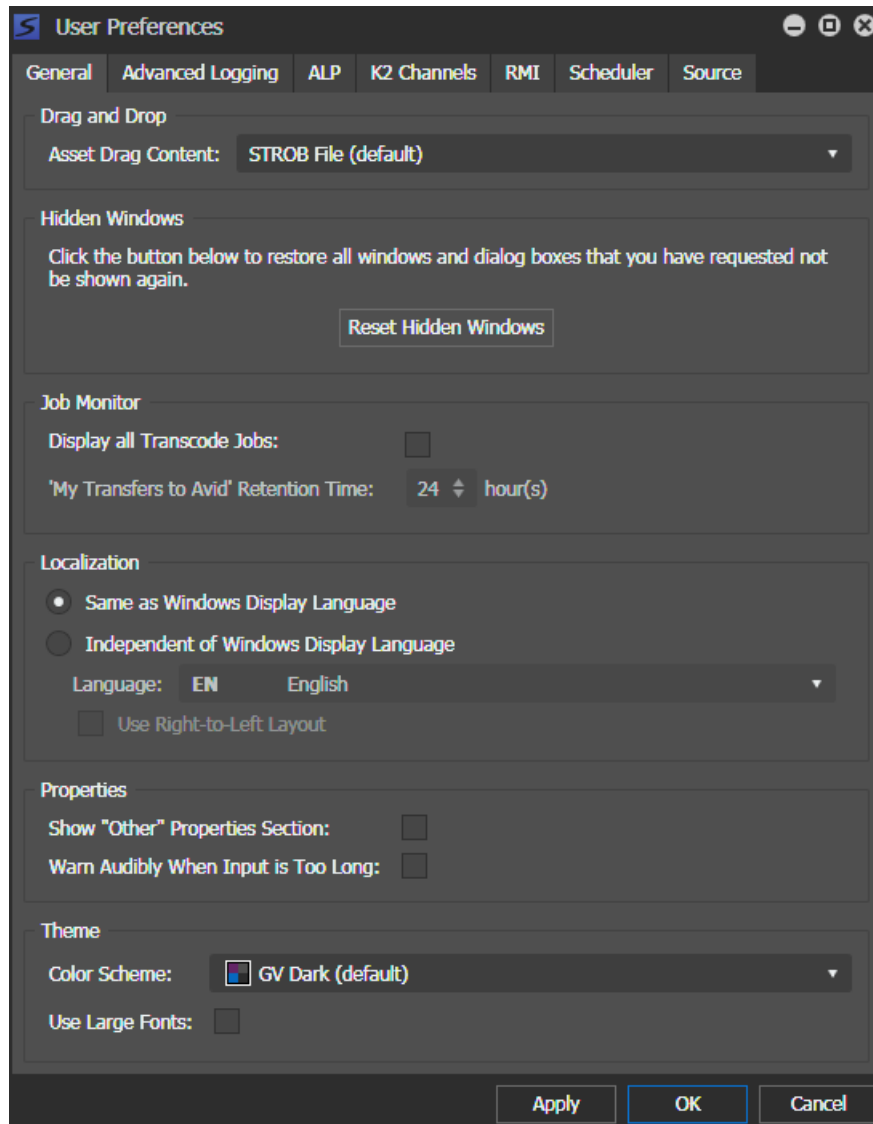 User Preferences
General Advanced Logging ALP K2 Channels RMI Scheduler Source
Drag and Drop
Asset Drag Content: STROB File (default)
Hidden Windows
Click the button below to restore all windows and dialog boxes that you have requested not
be shown again.
Reset Hidden Windows
Job Monitor
Display all Transcode Jobs:
'My Transfers to Avid' Retention Time: 24 hour(s)
Localization
Same as Windows Display Language
Independent of Windows Display Language
Language: EN English
Use Right-to-Left Layout
Properties
Show "Other" Properties Section:
Warn Audibly When Input is Too Long:
Theme
Color Scheme: GV Dark (default)
Use Large Fonts:
Apply OK Cancel